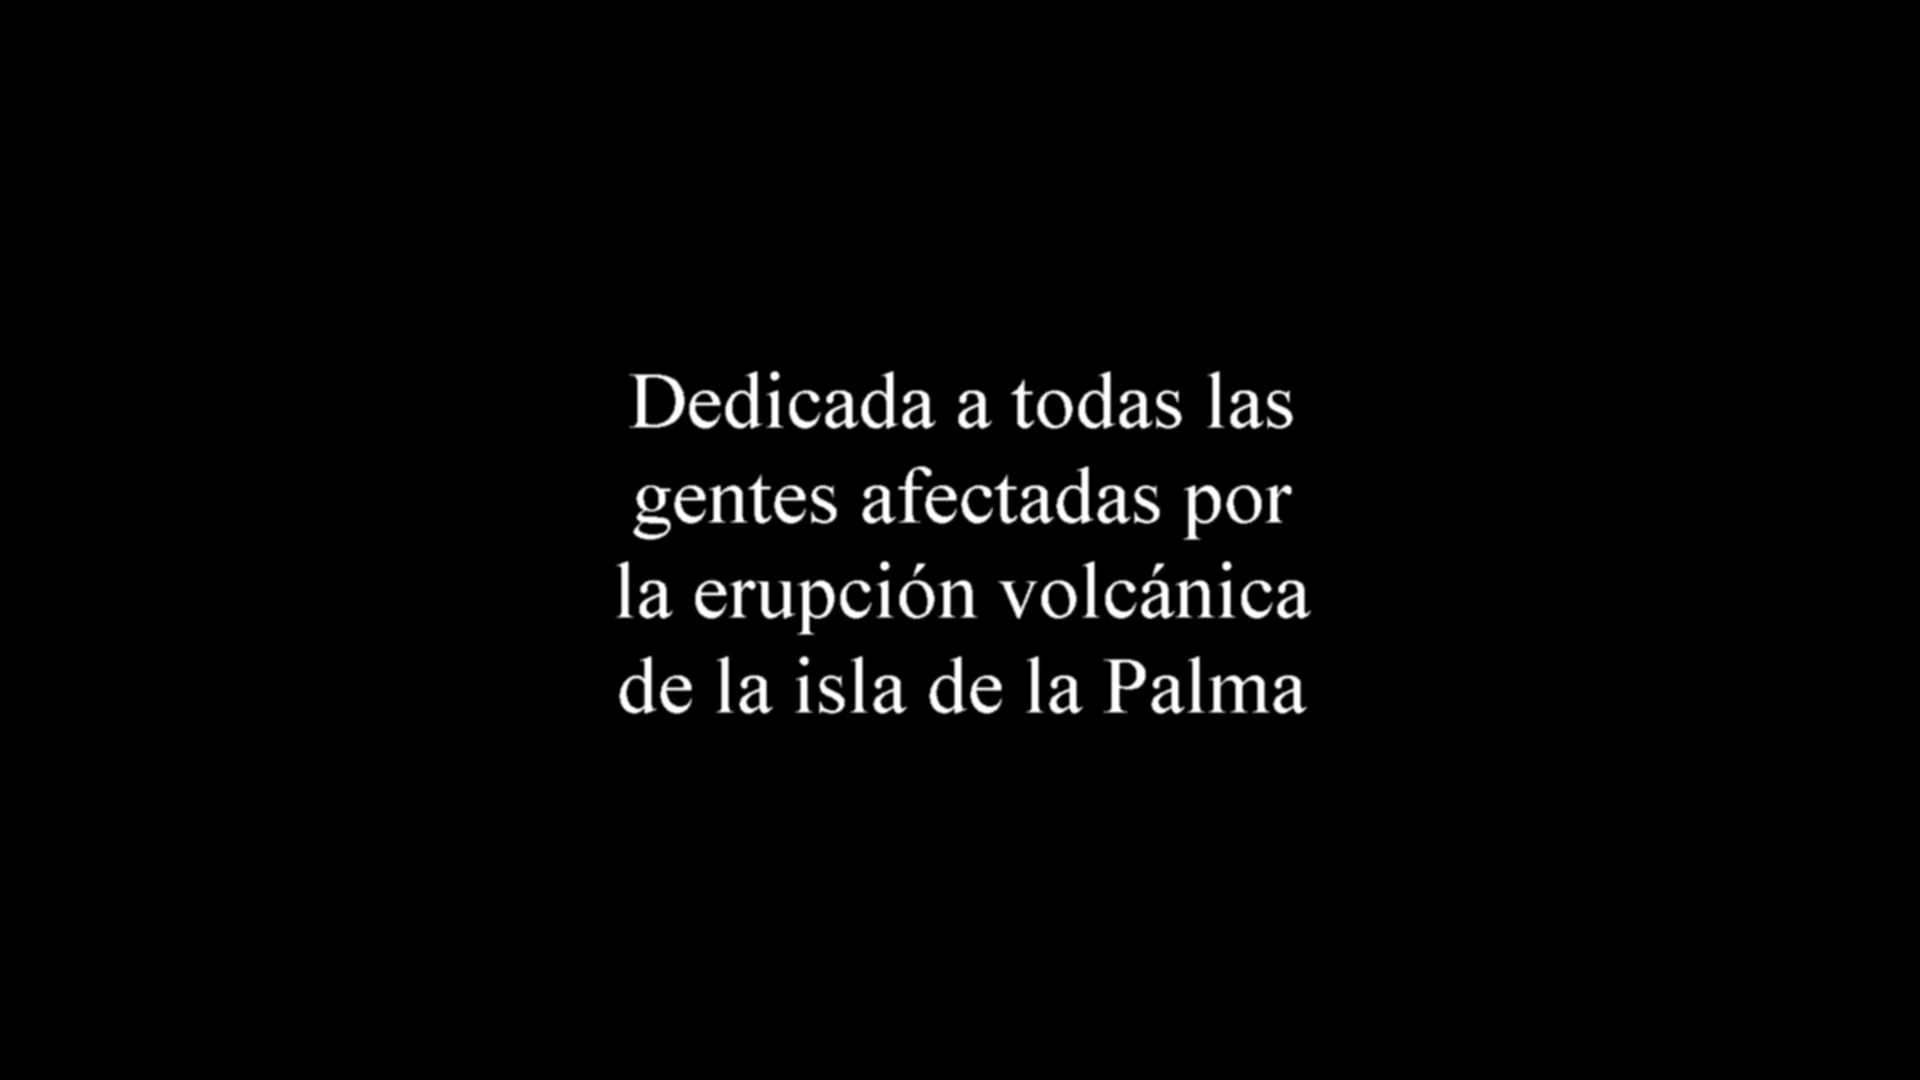 Dedicada a todas las
gentes afectadas por
la erupción volcánica
de la isla de la Palma